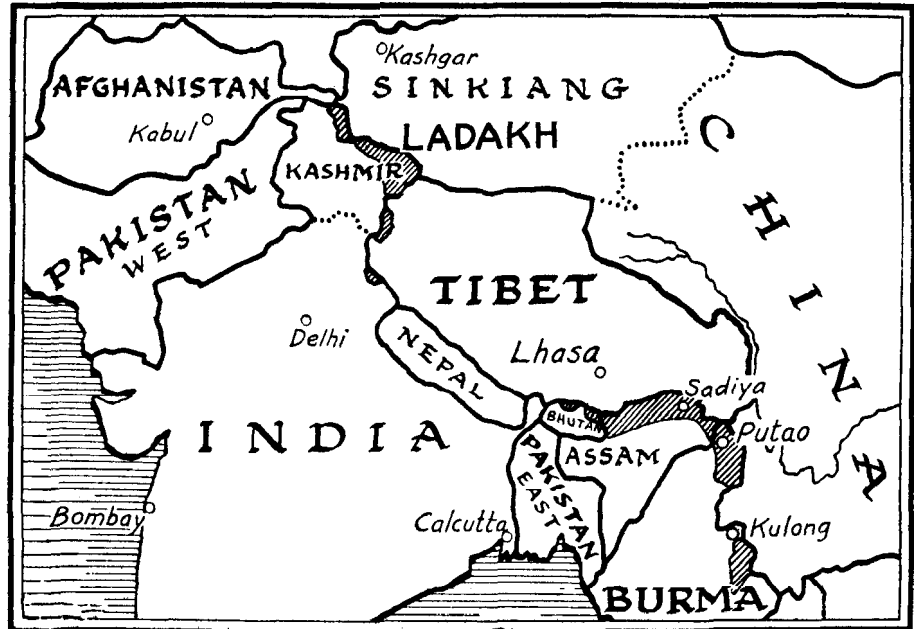 Kashgar
AFGHANISTAN
SINKIANG
Kabul
LADAKH
CHINA
KASHMIR
PAKISTAN
WEST
TIBET
Delhi
NEPAL
Lhasa
Sadiya
BHUTAN
INDIA
Putao
ASSAM
PAKISTAN
EAST
Bombay
Calcutta
Kulong
BURMA